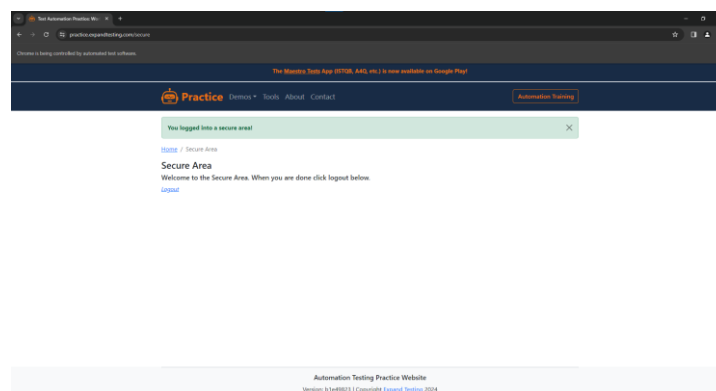 Test Automation Practice: Wo
practice.expandtesting.com/secure
Chrome is being controlled by automated test software.
The Maestro Tests App (ISTQB, A4Q, etc.) is now available on Google Play!
Practice Demos Tools About Contact Automation Training
You logged into a secure area!
Home / Secure Area
Secure Area
Welcome to the Secure Area. When you are done click logout below.
Logout
Automation Testing Practice Website
Copyright Expand Testing 2024